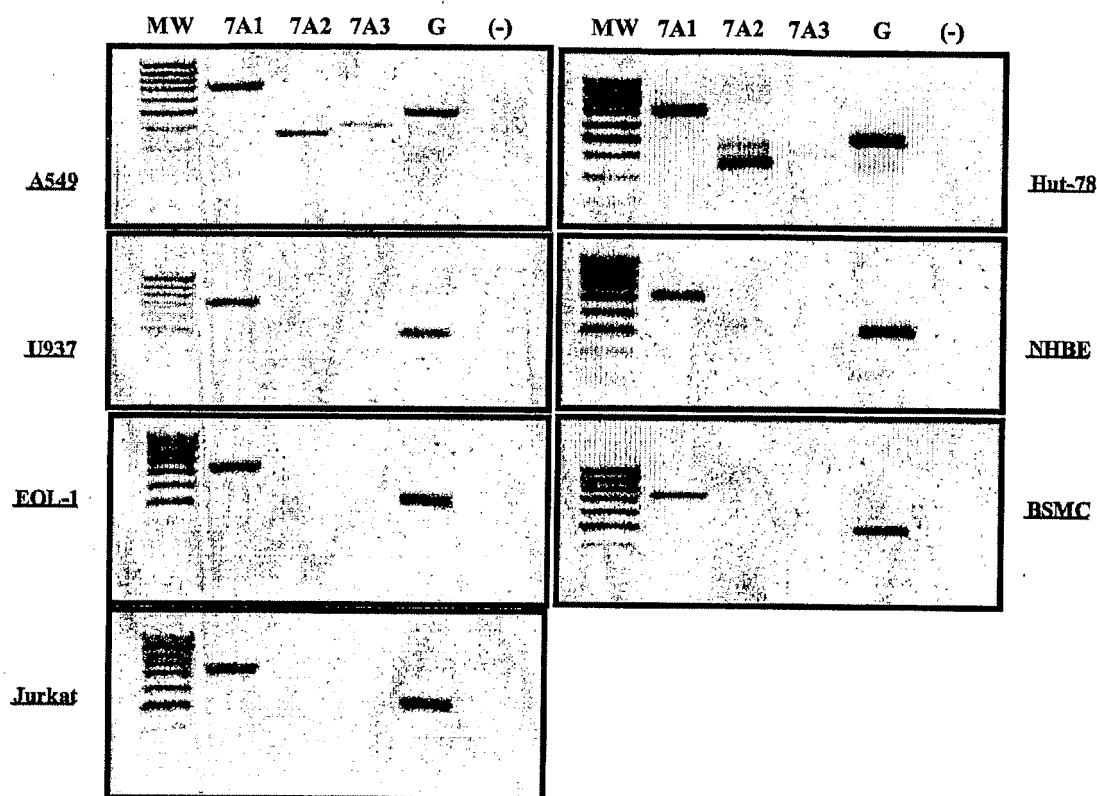 MW 7A1 7A2 7A3 G (-)
MW 7A1 7A2 7A3 G (-)
A549
Hut-78
U937
NHBE
EOL-1
BSMC
Jurkat